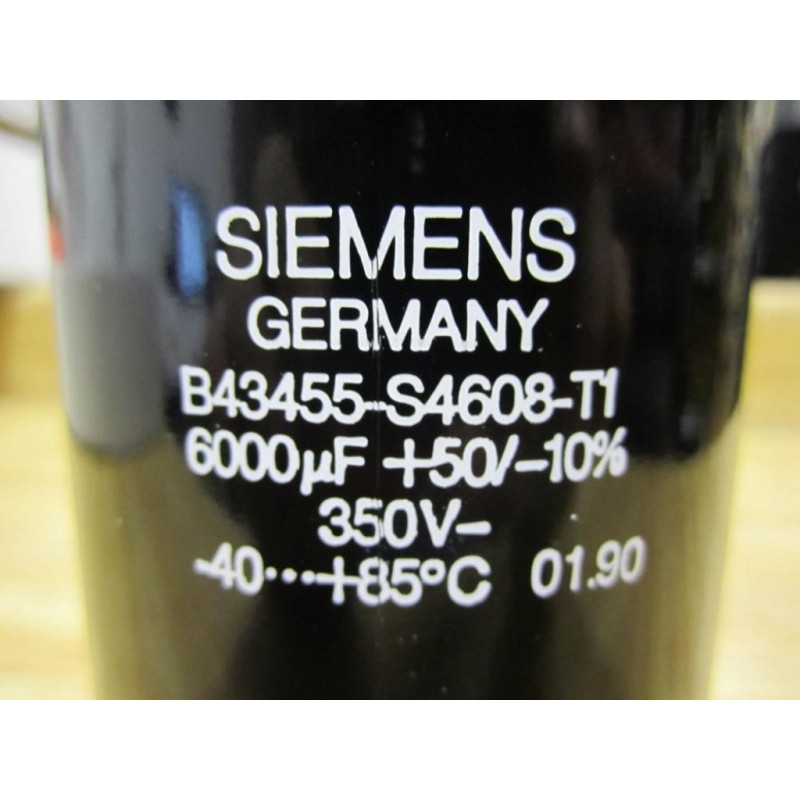 SIEMENS
GERMANY
B43455-S4608-T1
6000µF +50/-10%
350V-
-40···+85°C 01.90